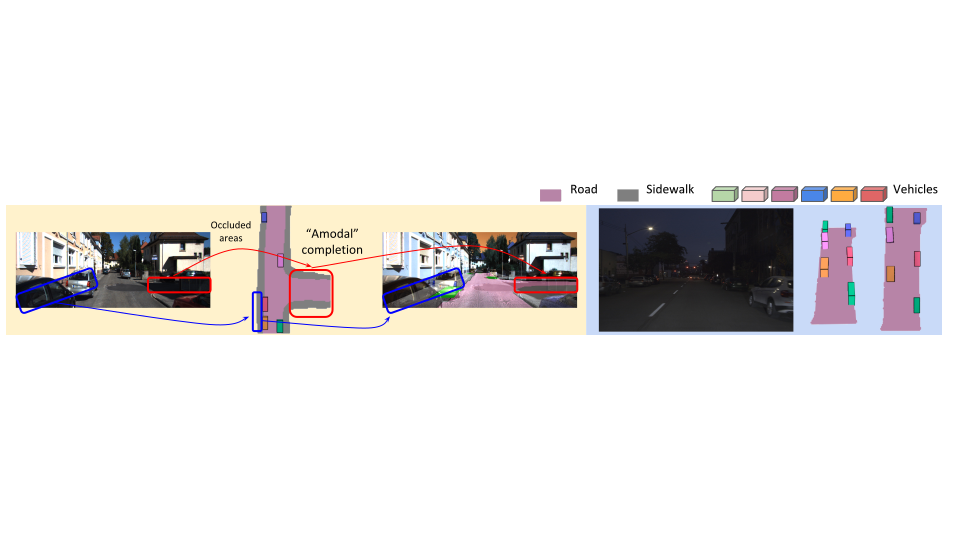 Road
Sidewalk
Vehicles
Occluded
areas
“Amodal”
completion